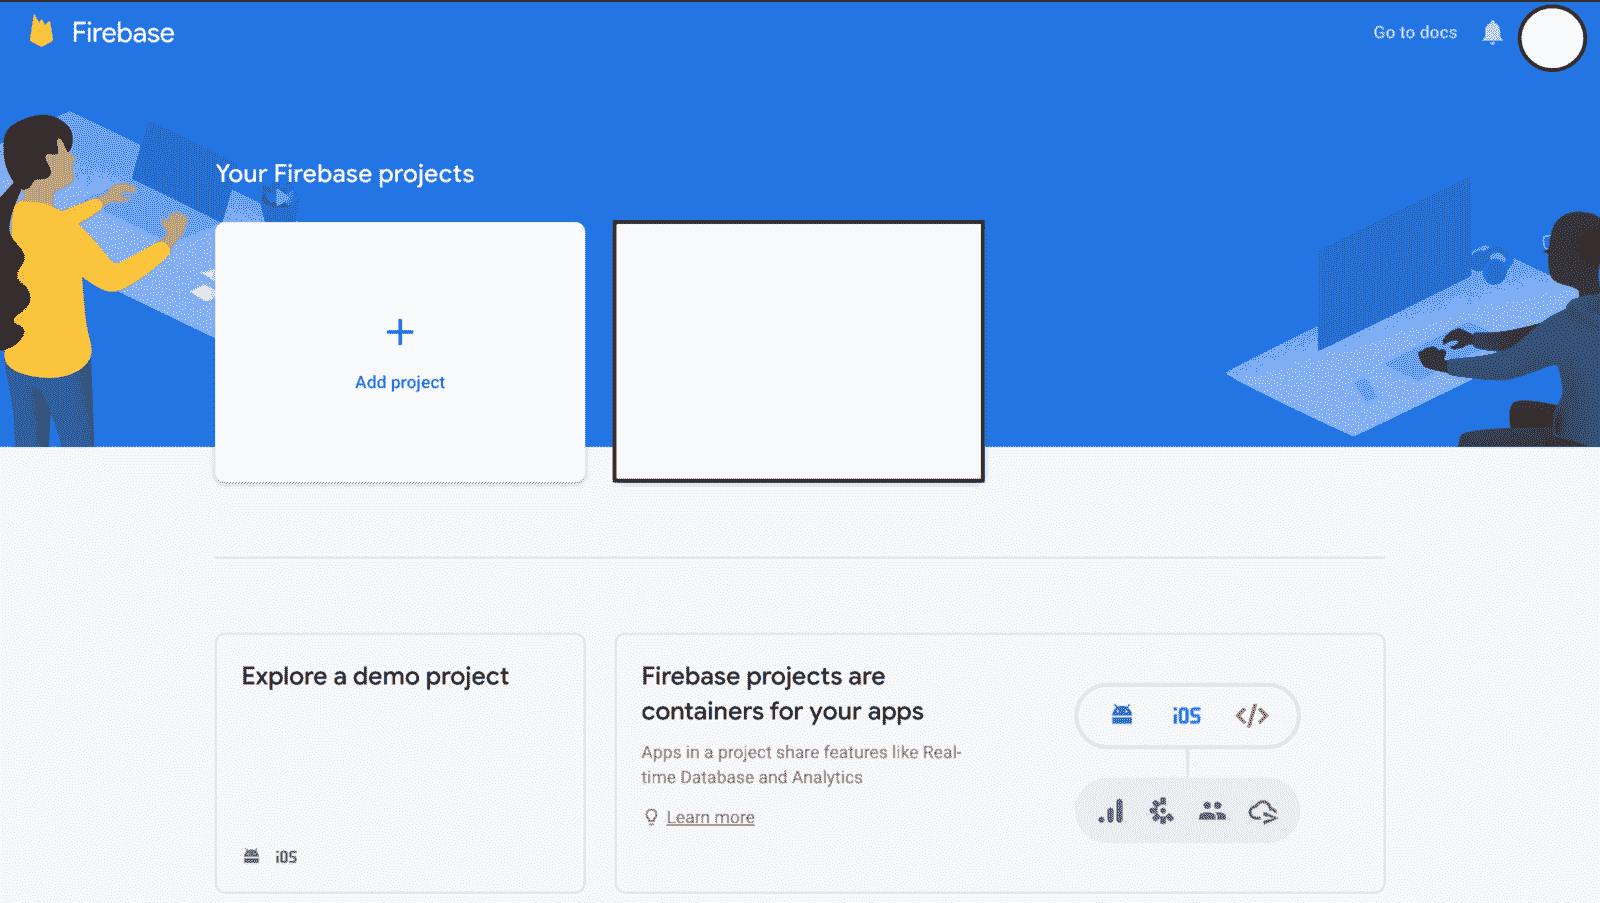 Firebase
Go to docs
Your Firebase projects
Add project
Explore a demo project
iOS
Firebase projects are
containers for your apps
Apps in a project share features like Real-
time Database and Analytics
Learn more
iOS